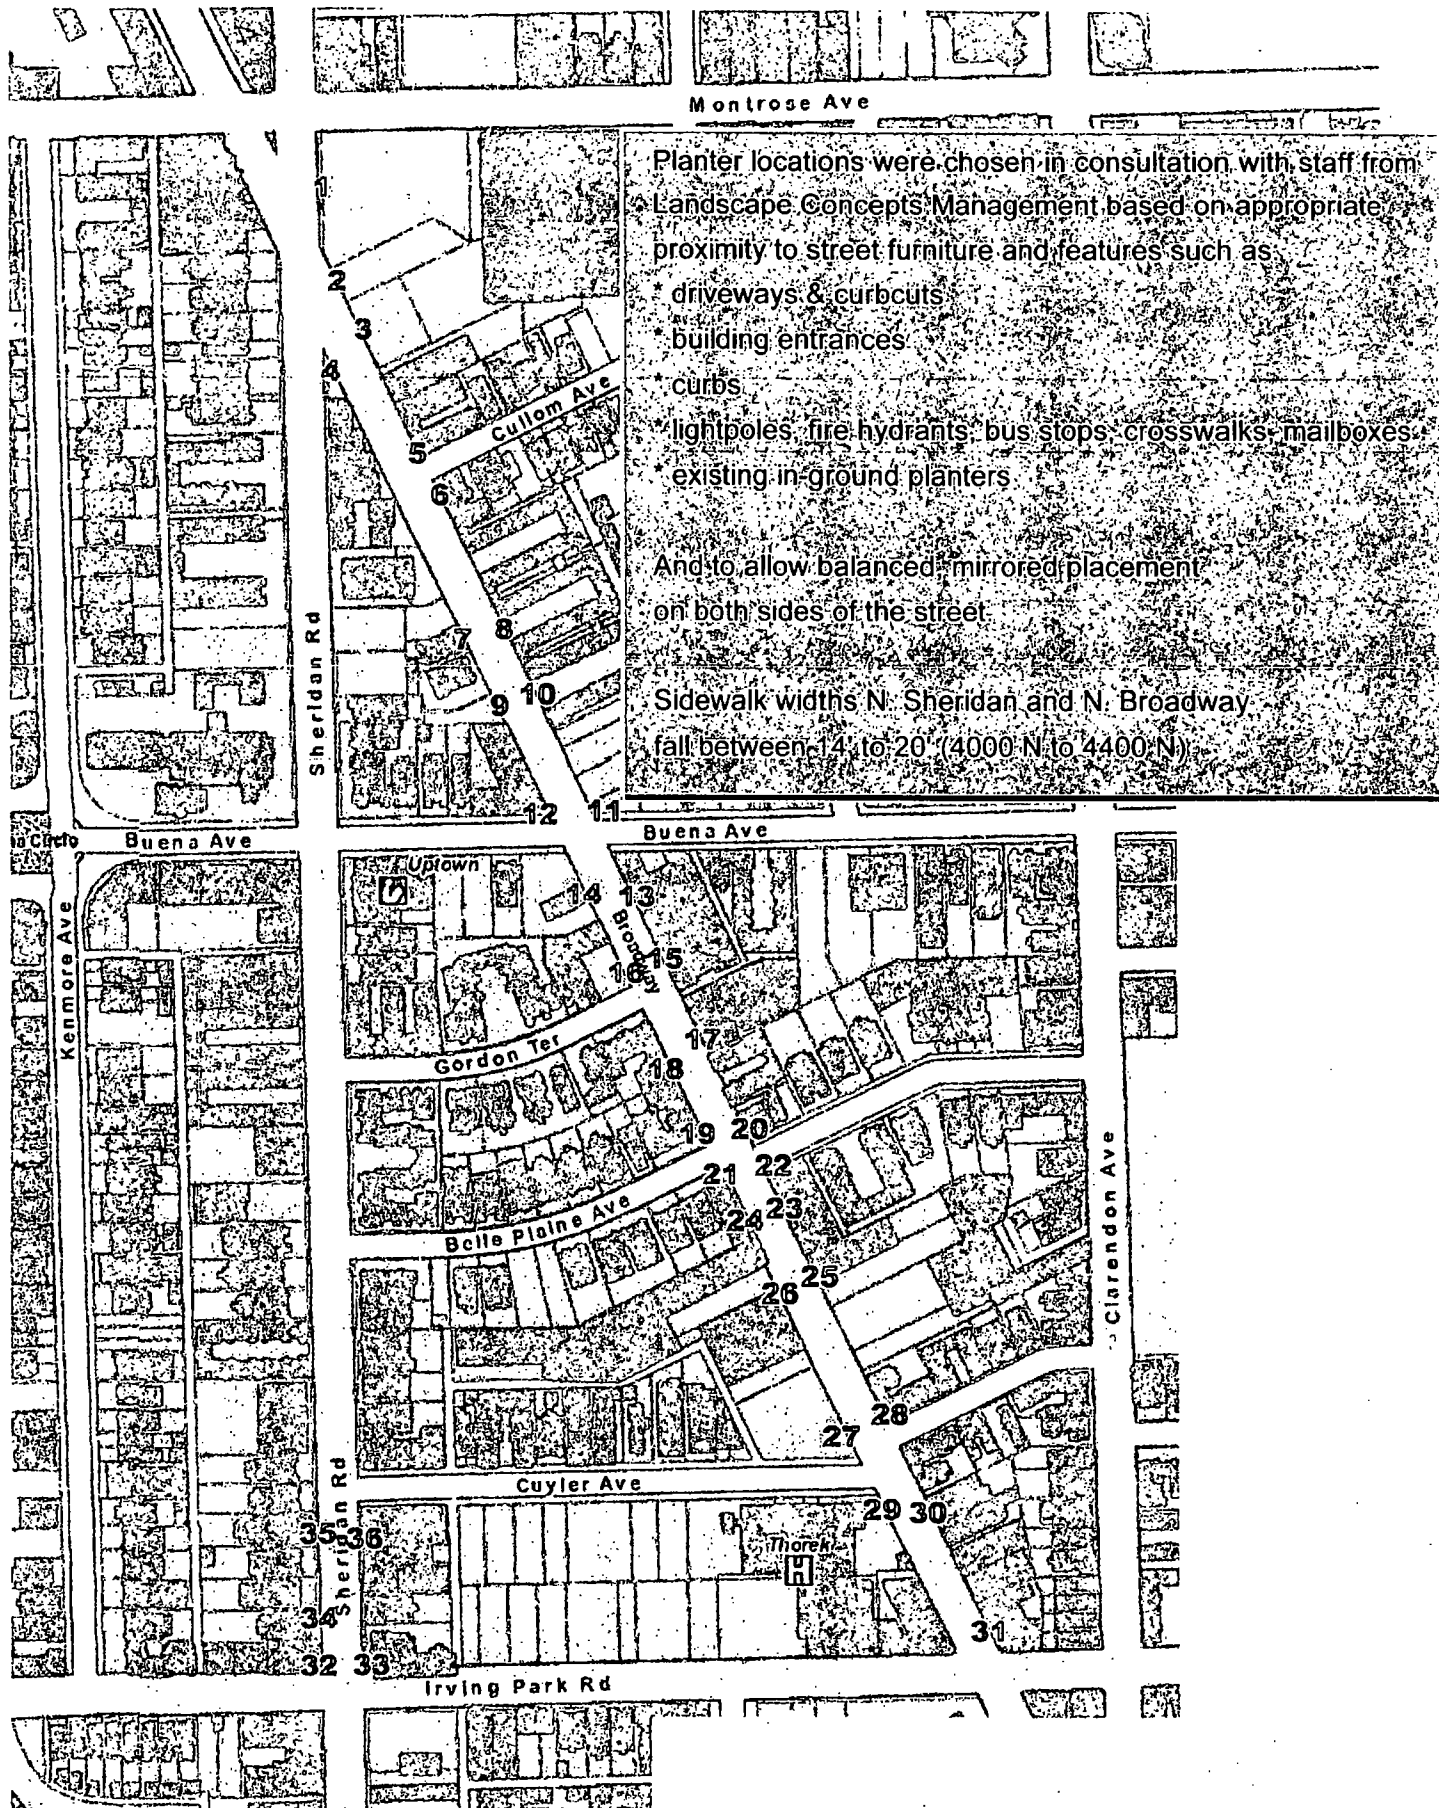 Montrose Ave
Planter locations were chosen in consultation with staff from
Landscape Concepts Management based on appropriate
proximity to street furniture and features such as
* driveways & curbcuts
* building entrances
* curbs
* lightpoles, fire hydrants, bus stops, crosswalks, mailboxes
* existing in-ground planters
And to allow balanced, mirrored placement
on both sides of the street
Sidewalk widths N. Sheridan and N. Broadway
fall between 14' to 20' (4000 N to 4400 N)
1
2
3
4
Cullom Ave
5
6
Sheridan Rd
7
8
9
10
12
11
Circle
Buena Ave
Buena Ave
Uptown
14
13
Broadway
Kenmore Ave
15
16
Gordon Ter
17
18
19
20
21
22
Belle Plaine Ave
24
23
Clarendon Ave
25
26
27
28
Cuyler Ave
Sheridan Rd
29
30
35
36
Thorek
H
34
31
32
33
Irving Park Rd